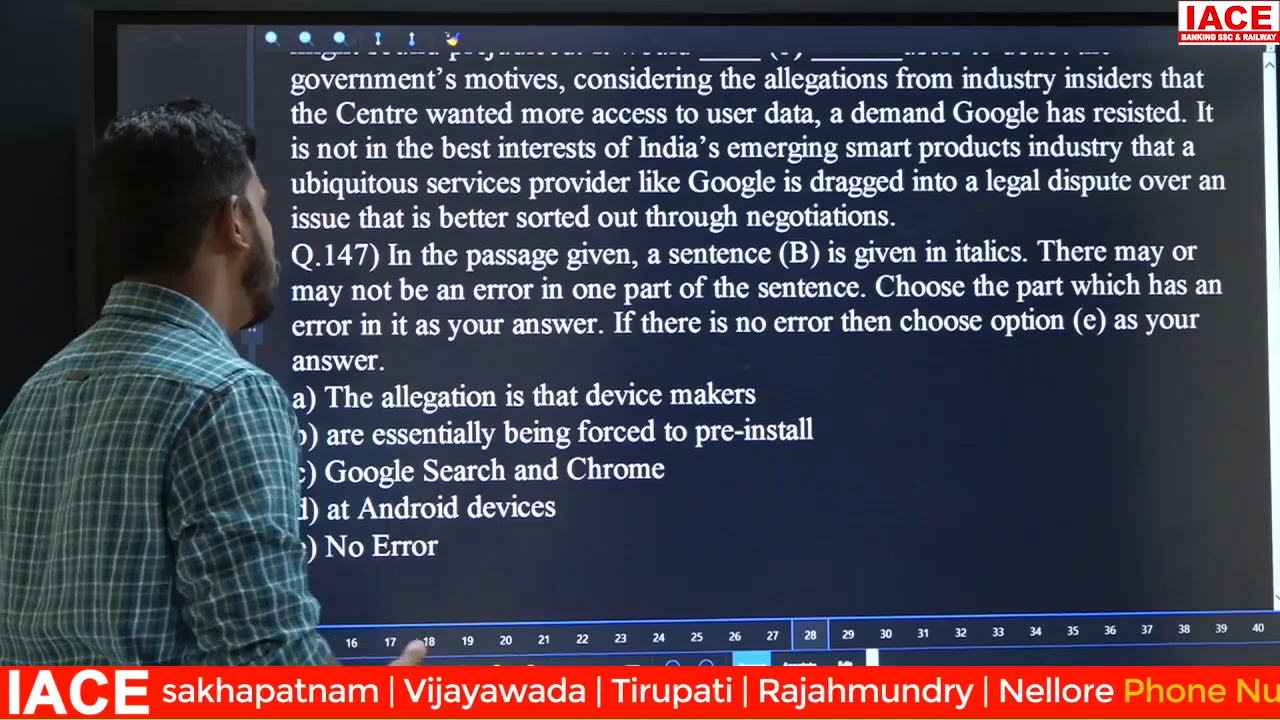 IACE
BANKING SSC & RAILWAY
government's motives, considering the allegations from industry insiders that
the Centre wanted more access to user data, a demand Google has resisted. It
is not in the best interests of India's emerging smart products industry that a
ubiquitous services provider like Google is dragged into a legal dispute over an
issue that is better sorted out through negotiations.
Q.147) In the passage given, a sentence (B) is given in italics. There may or
may not be an error in one part of the sentence. Choose the part which has an
error in it as your answer. If there is no error then choose option (e) as your
answer.
a) The allegation is that device makers
b) are essentially being forced to pre-install
c) Google Search and Chrome
d) at Android devices
e) No Error
16 17 18 19 20 21 22 23 24 25 26 27 28 29 30 31 32 33 34 35 36 37 38 39 40
IACE sakhapatnam | Vijayawada | Tirupati | Rajahmundry | Nellore Phone Nu